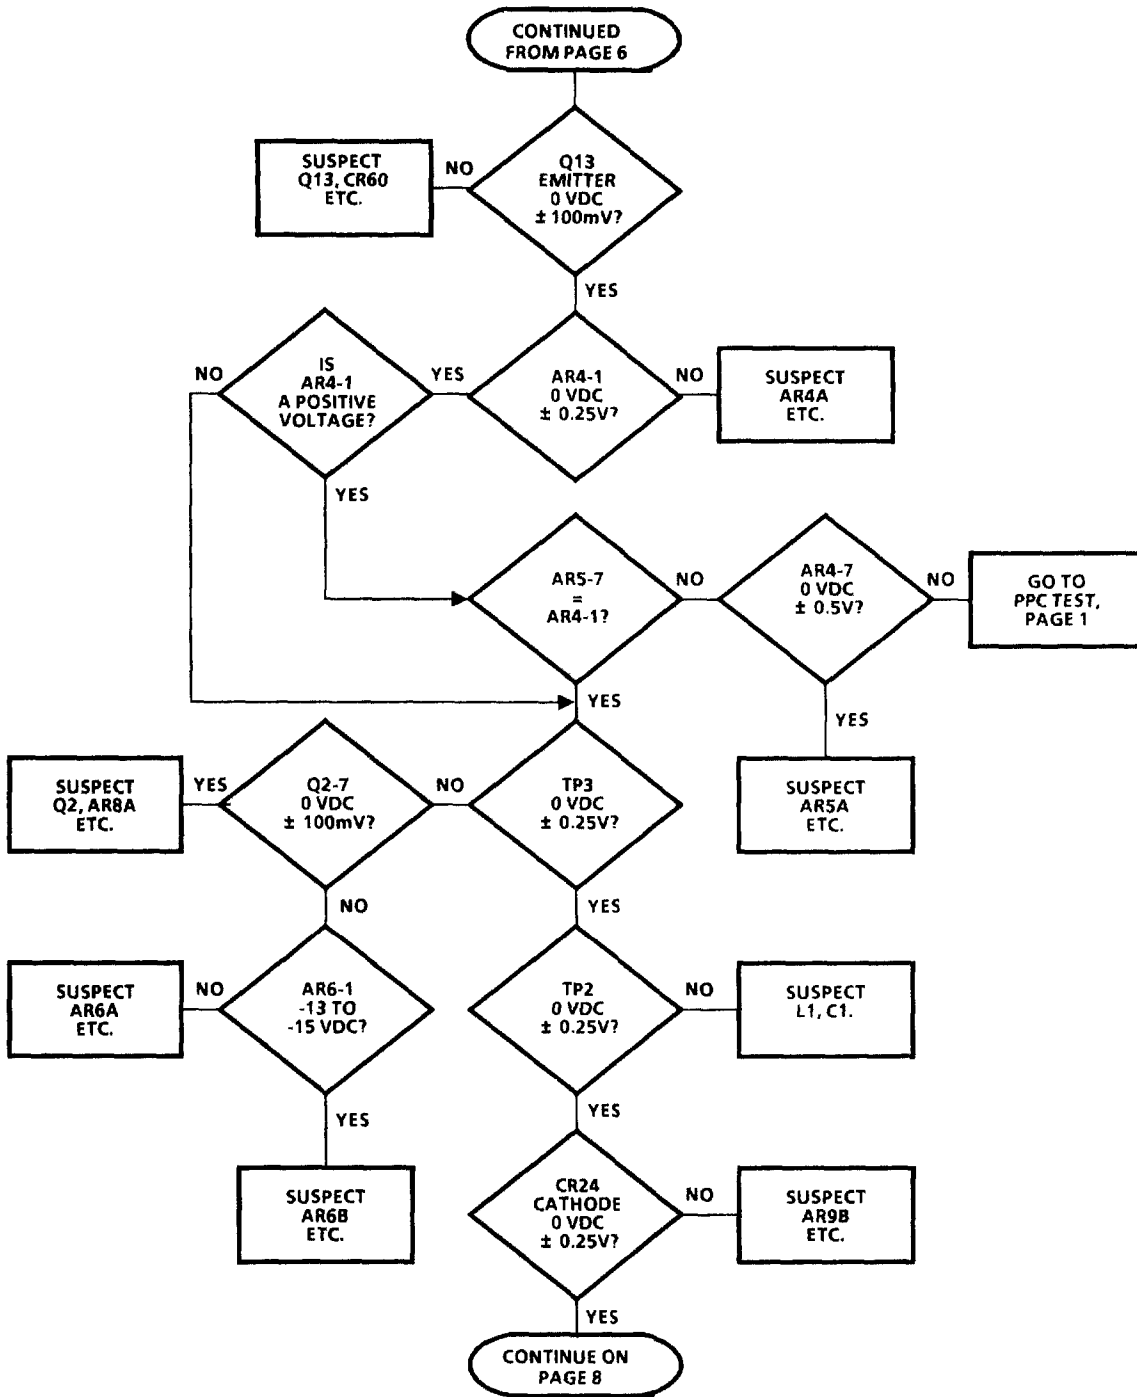 CONTINUED
FROM PAGE 6
Q13
EMITTER
0 VDC
± 100mV?
NO
SUSPECT
Q13, CR60
ETC.
YES
AR4-1
0 VDC
± 0.25V?
NO
SUSPECT
AR4A
ETC.
YES
IS
AR4-1
A POSITIVE
VOLTAGE?
NO
YES
AR5-7
=
AR4-1?
NO
AR4-7
0 VDC
± 0.5V?
NO
GO TO
PPC TEST,
PAGE 1
YES
SUSPECT
AR5A
ETC.
YES
TP3
0 VDC
± 0.25V?
NO
Q2-7
0 VDC
± 100mV?
YES
SUSPECT
Q2, AR8A
ETC.
NO
AR6-1
-13 TO
-15 VDC?
NO
SUSPECT
AR6A
ETC.
YES
SUSPECT
AR6B
ETC.
YES
TP2
0 VDC
± 0.25V?
NO
SUSPECT
L1, C1.
YES
CR24
CATHODE
0 VDC
± 0.25V?
NO
SUSPECT
AR9B
ETC.
YES
CONTINUE ON
PAGE 8